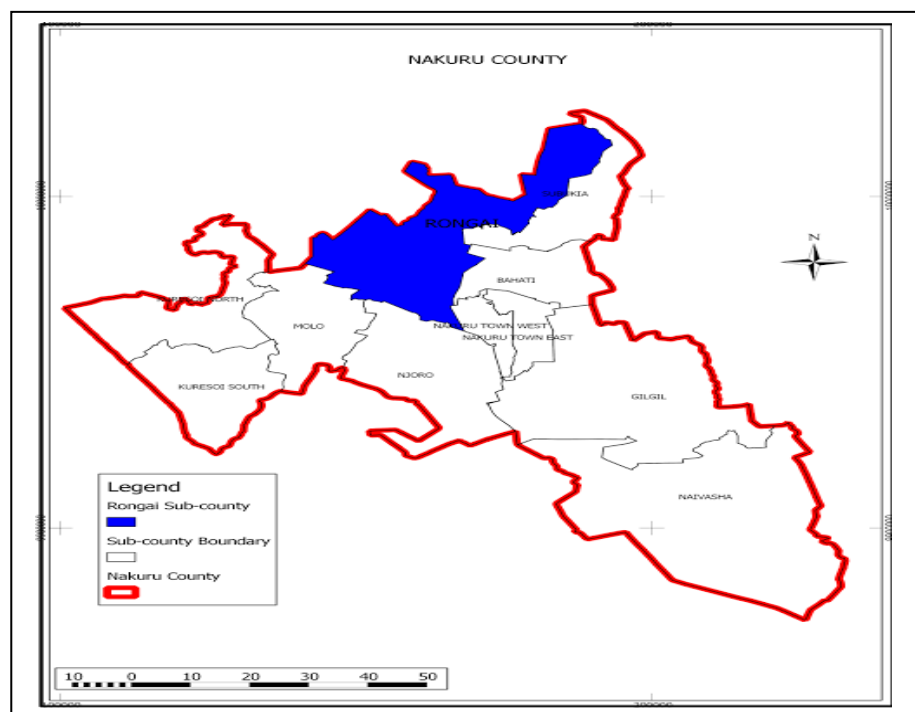 NAKURU COUNTY
RONGAI
N
BAHATI
NAKURU TOWN WEST
NAKURU TOWN EAST
MOLO
NJORO
KURESOI SOUTH
GILGIL
NAIVASHA
Legend
Rongai Sub-county
Sub-county Boundary
Nakuru County
10 0 10 20 30 40 50